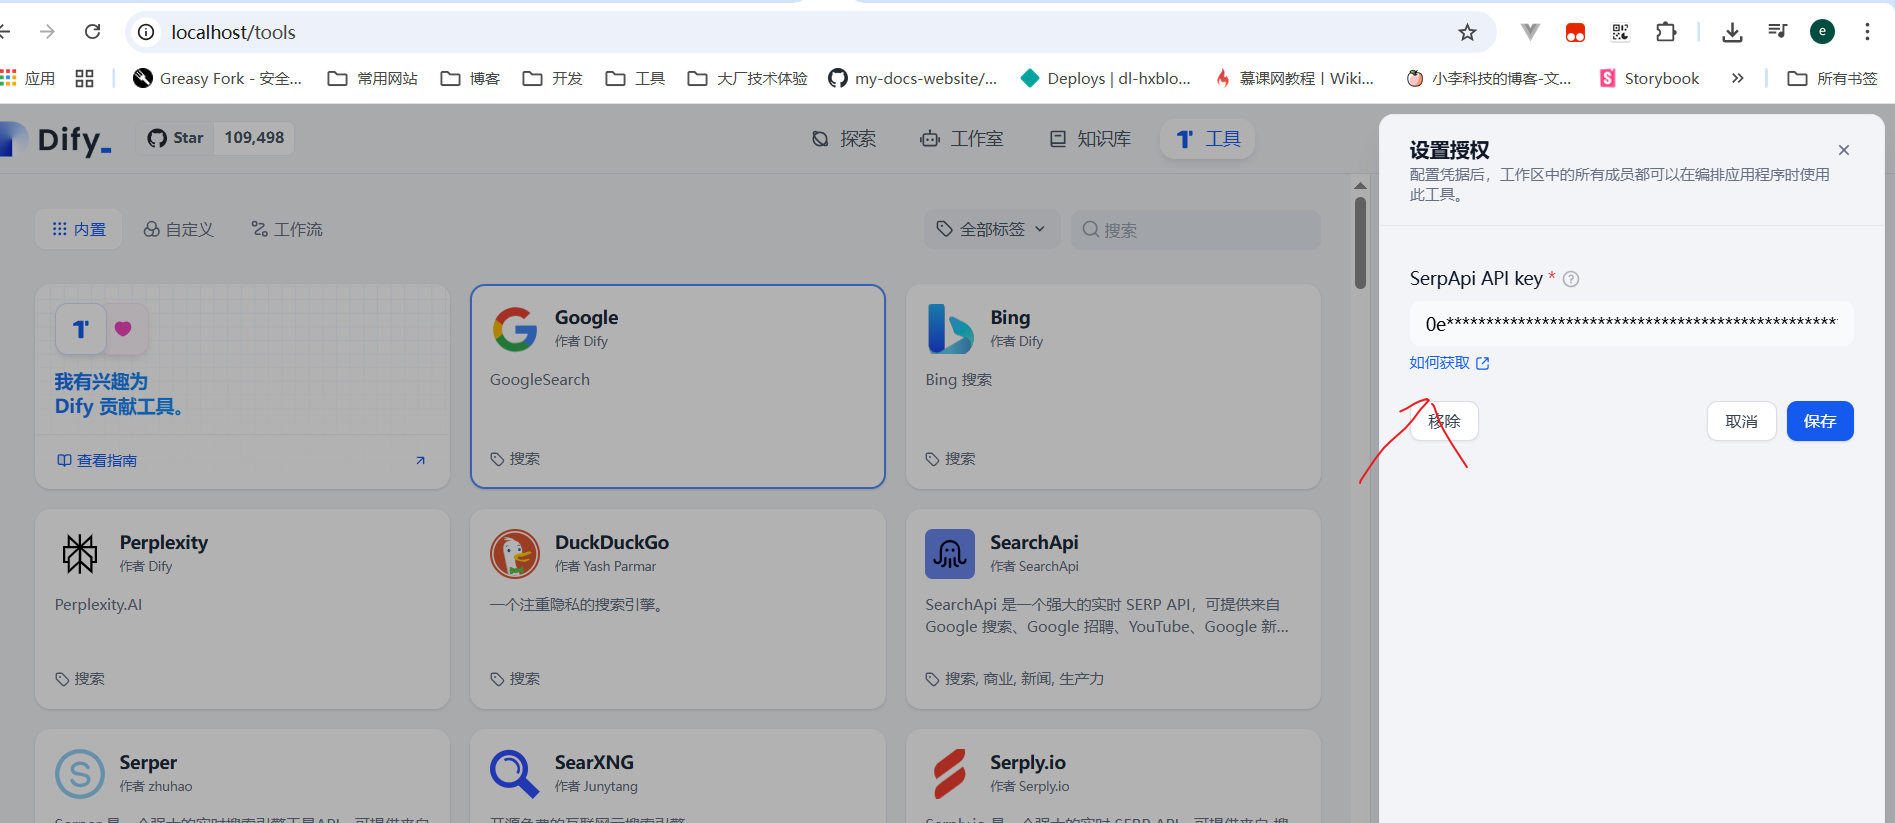 localhost/tools
e
应用
Greasy Fork - 安全...
常用网站
博客
开发
工具
大厂技术体验
my-docs-website/...
Deploys | dl-hxblo...
慕课网教程丨Wiki...
小李科技的博客-文...
Storybook
»
所有书签
Dify_
Star
109,498
探索
工作室
知识库
工具
设置授权
配置凭据后，工作区中的所有成员都可以在编排应用程序时使用
此工具。
内置
自定义
工作流
全部标签
搜索
SerpApi API key *
0e**************************************************
如何获取
移除
取消
保存
我有兴趣为
Dify 贡献工具。
查看指南
Google
作者 Dify
GoogleSearch
搜索
Bing
作者 Dify
Bing 搜索
搜索
Perplexity
作者 Dify
Perplexity.AI
搜索
DuckDuckGo
作者 Yash Parmar
一个注重隐私的搜索引擎。
搜索
SearchApi
作者 SearchApi
SearchApi 是一个强大的实时 SERP API，可提供来自
Google 搜索、Google 招聘、YouTube、Google 新...
搜索, 商业, 新闻, 生产力
Serper
作者 zhuhao
SearXNG
作者 Junytang
Serply.io
作者 Serply.io